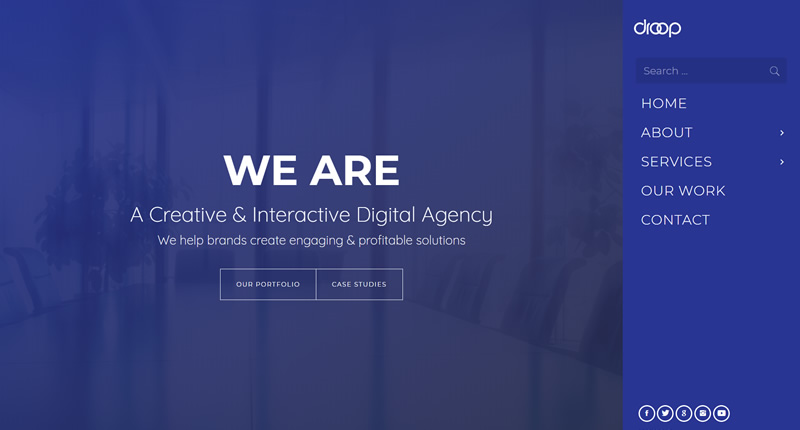 WE ARE
A Creative & Interactive Digital Agency
We help brands create engaging & profitable solutions
OUR PORTFOLIO
CASE STUDIES
droop
Search ...
HOME
ABOUT
SERVICES
OUR WORK
CONTACT